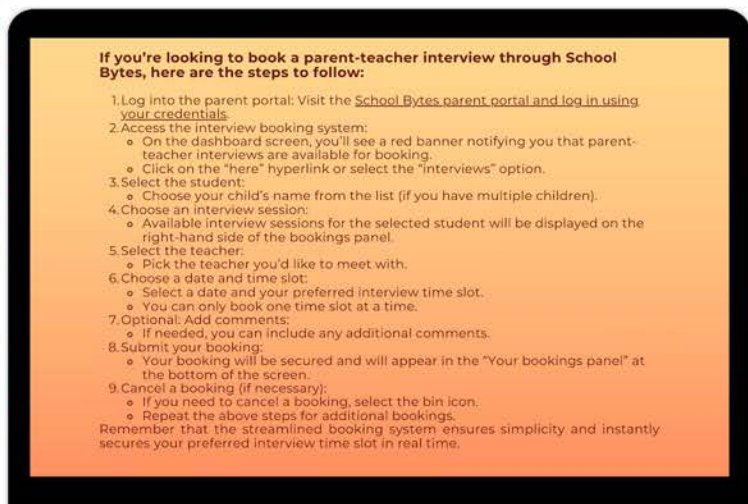 If you're looking to book a parent-teacher interview through School
Bytes, here are the steps to follow:
1.Log into the parent portal: Visit the School Bytes parent portal and log in using
your credentials.
2.Access the interview booking system:
On the dashboard screen, you'll see a red banner notifying you that parent-
teacher interviews are available for booking.
Click on the "here" hyperlink or select the "interviews" option.
3.Select the student:
Choose your child's name from the list (if you have multiple children).
4.Choose an interview session:
Available interview sessions for the selected student will be displayed on the
right-hand side of the bookings panel.
5.Select the teacher:
Pick the teacher you'd like to meet with.
6.Choose a date and time slot:
Select a date and your preferred interview time slot.
You can only book one time slot at a time.
7.Optional: Add comments:
If needed, you can include any additional comments.
8.Submit your booking:
Your booking will be secured and will appear in the "Your bookings panel" at
the bottom of the screen.
9.Cancel a booking (if necessary):
If you need to cancel a booking, select the bin icon.
Repeat the above steps for additional bookings.
Remember that the streamlined booking system ensures simplicity and instantly
secures your preferred interview time slot in real time.